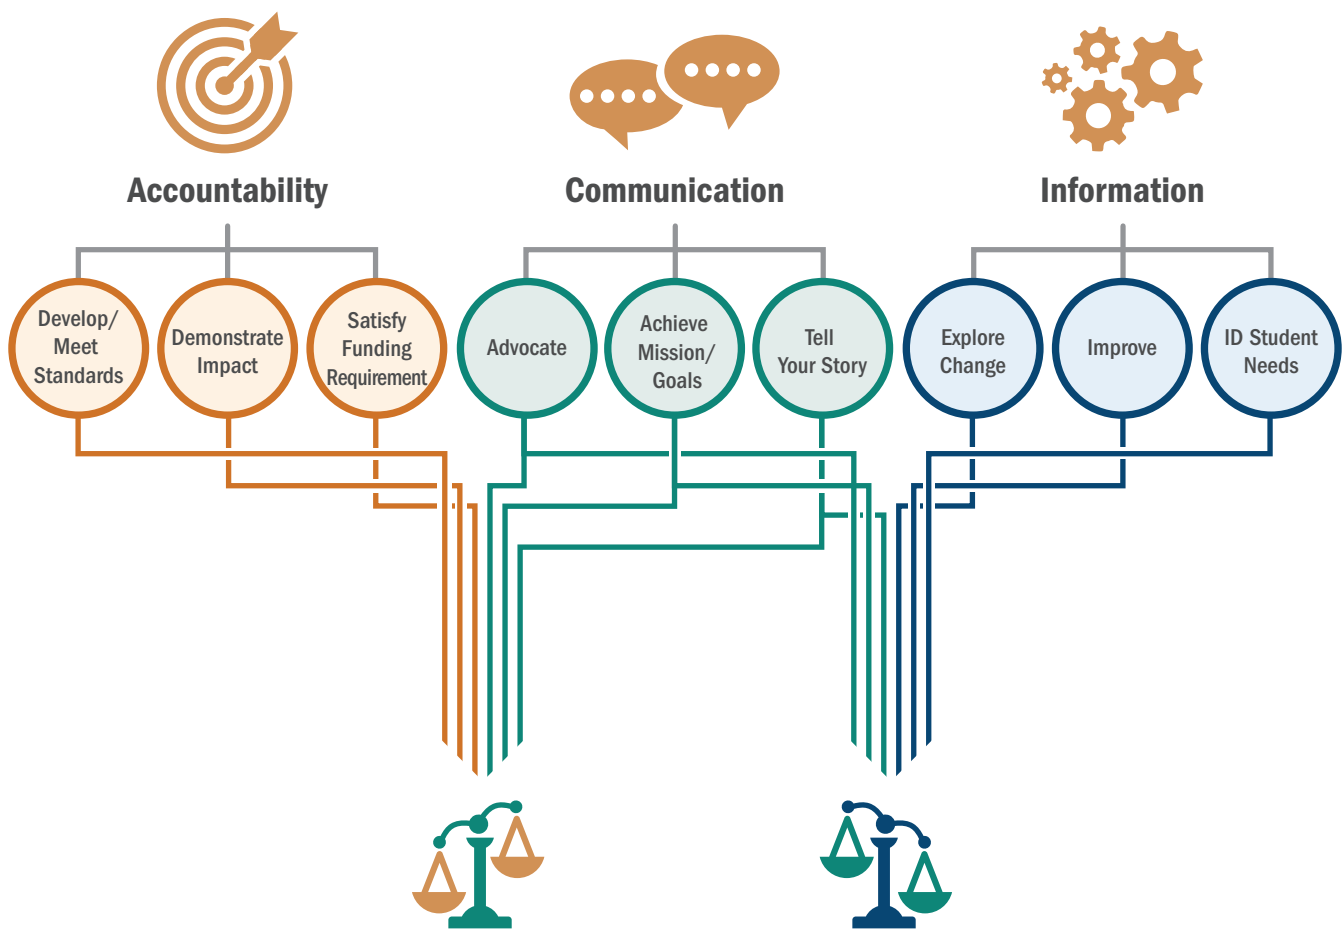 Accountability
Communication
Information
Develop/
Meet
Standards
Demonstrate
Impact
Satisfy
Funding
Requirement
Advocate
Achieve
Mission/
Goals
Tell
Your Story
Explore
Change
Improve
ID Student
Needs